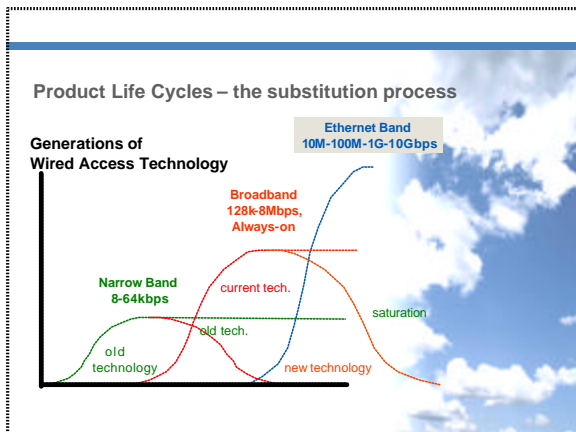 Product Life Cycles – the substitution process
Ethernet Band
10M-100M-1G-10Gbps
Generations of
Wired Access Technology
Broadband
128k-8Mbps,
Always-on
Narrow Band
8-64kbps
current tech.
saturation
old tech.
old
technology
new technology